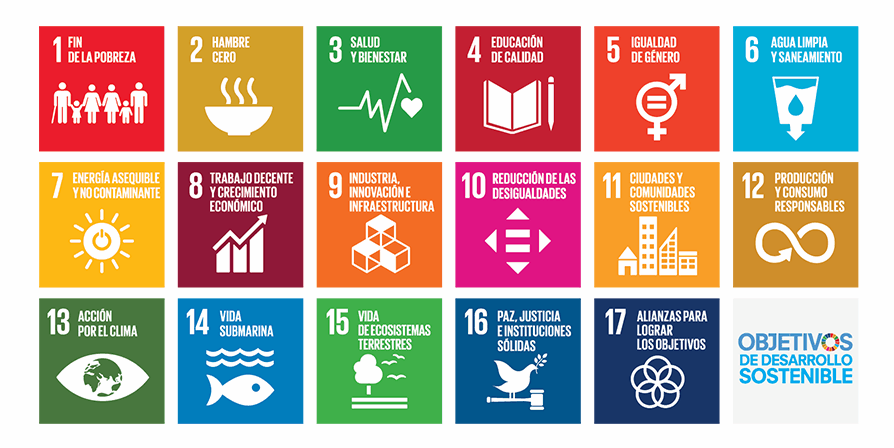 1 FIN
DE LA POBREZA
2 HAMBRE
CERO
3 SALUD
Y BIENESTAR
4 EDUCACIÓN
DE CALIDAD
5 IGUALDAD
DE GÉNERO
6 AGUA LIMPIA
Y SANEAMIENTO
7 ENERGÍA ASEQUIBLE
Y NO CONTAMINANTE
8 TRABAJO DECENTE
Y CRECIMIENTO
ECONÓMICO
9 INDUSTRIA,
INNOVACIÓN E
INFRAESTRUCTURA
10 REDUCCIÓN DE LAS
DESIGUALDADES
11 CIUDADES Y
COMUNIDADES
SOSTENIBLES
12 PRODUCCIÓN
Y CONSUMO
RESPONSABLES
13 ACCIÓN
POR EL CLIMA
14 VIDA
SUBMARINA
15 VIDA
DE ECOSISTEMAS
TERRESTRES
16 PAZ, JUSTICIA
E INSTITUCIONES
SÓLIDAS
17 ALIANZAS PARA
LOGRAR
LOS OBJETIVOS
OBJETIVOS
DE DESARROLLO
SOSTENIBLE